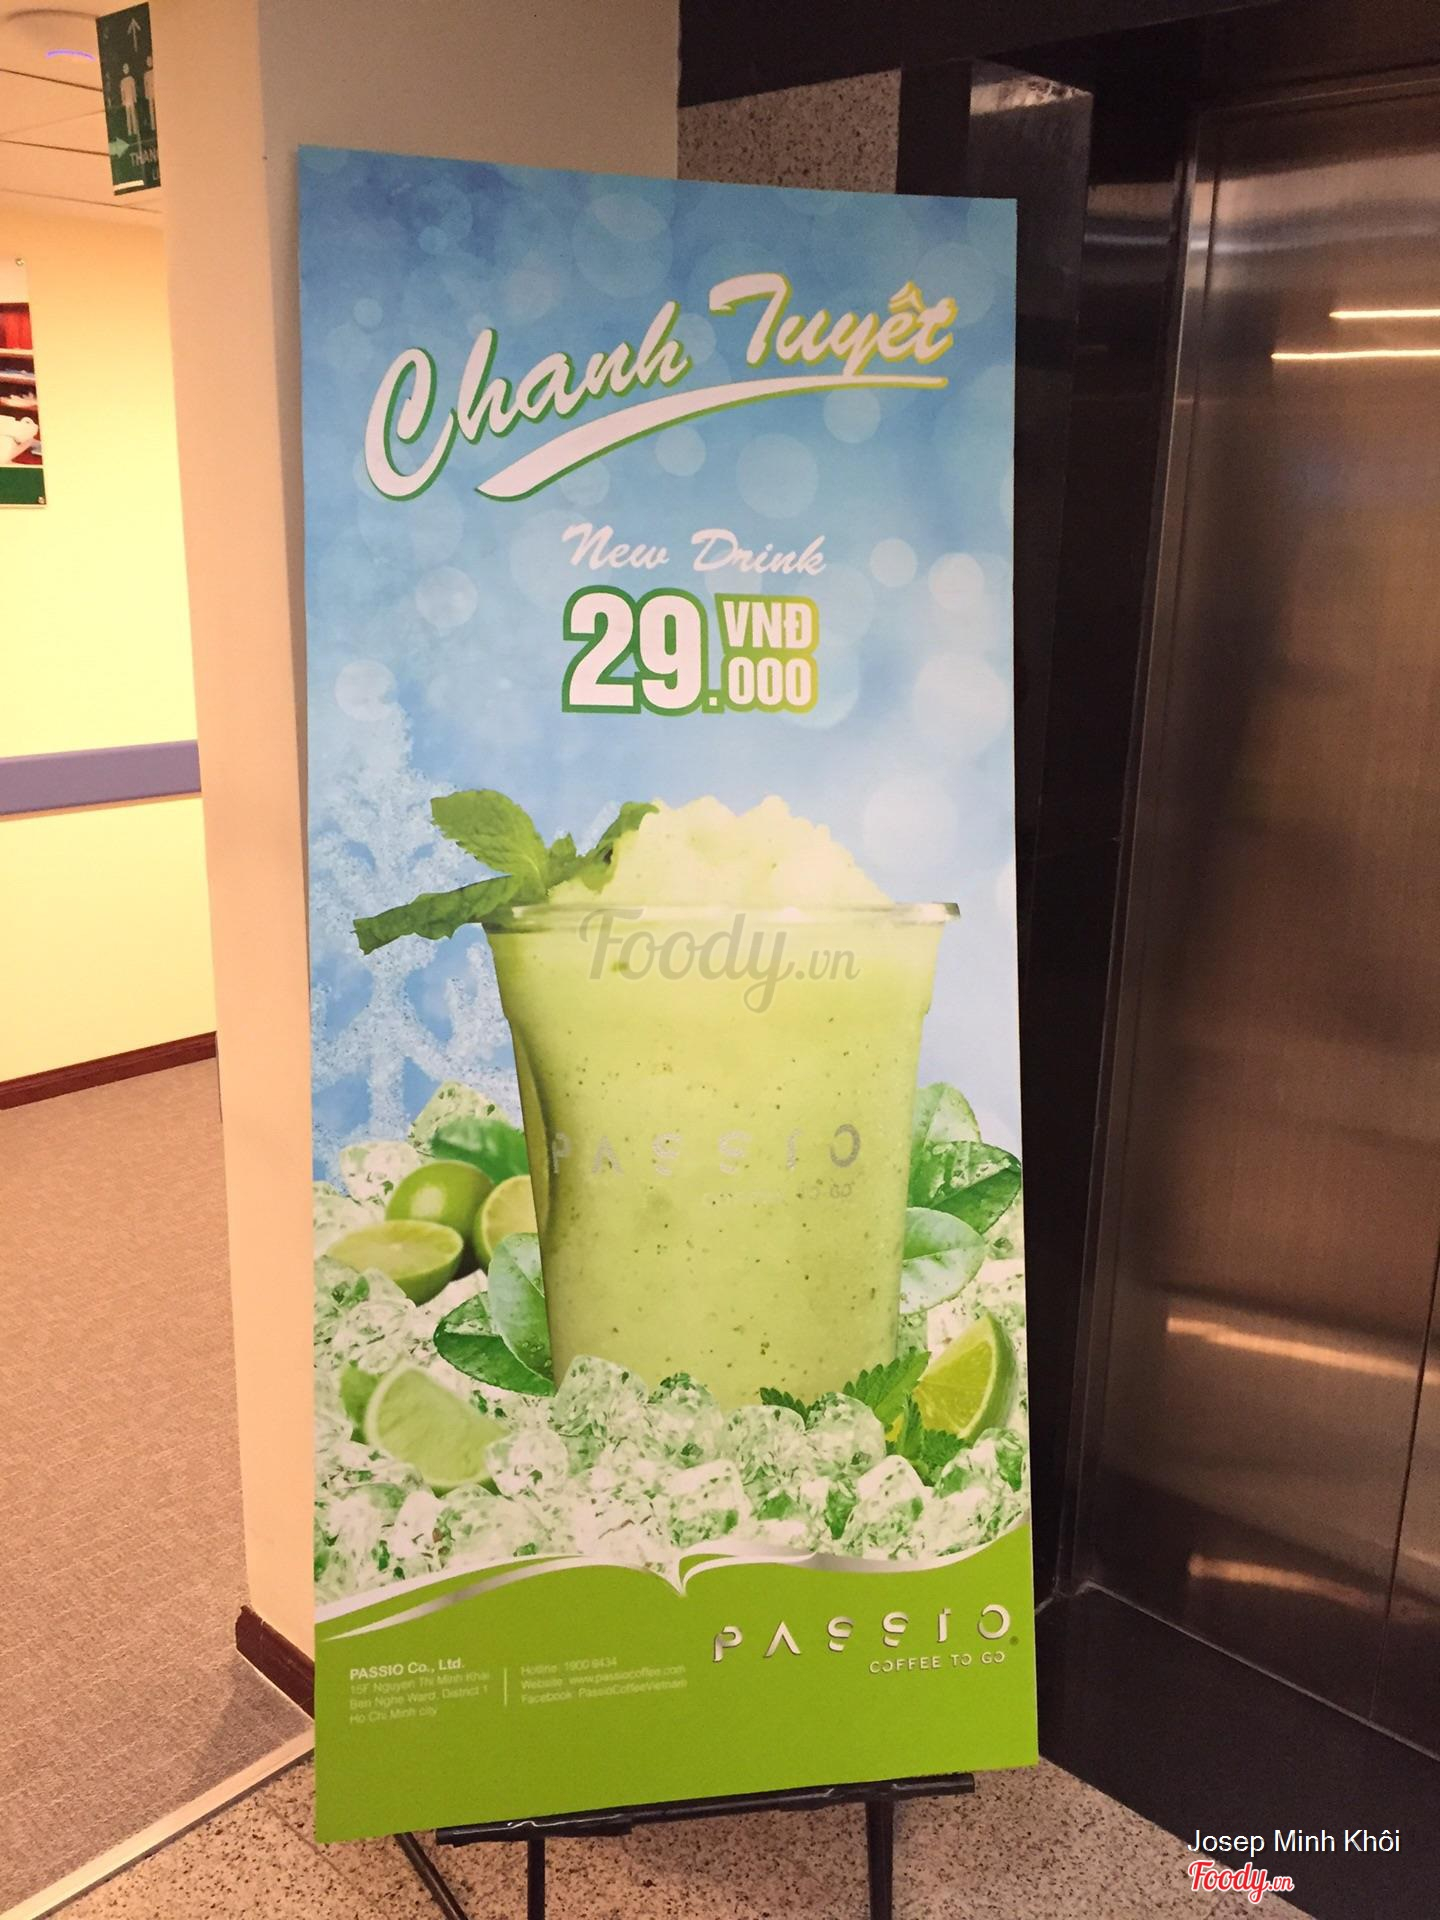 THAN
Chanh Tuyết
New Drink
29.000 VNĐ
Foody.vn
PASSIO
COFFEE TO GO
PASSIO®
COFFEE TO GO
PASSIO Co., Ltd.
15F Nguyen Thi Minh Khai
Ben Nghe Ward, District 1
Ho Chi Minh city
Hotline: 1900 6434
Website: www.passiocoffee.com
Facebook: PassioCoffeeVietnam
Josep Minh Khôi
Foody.vn